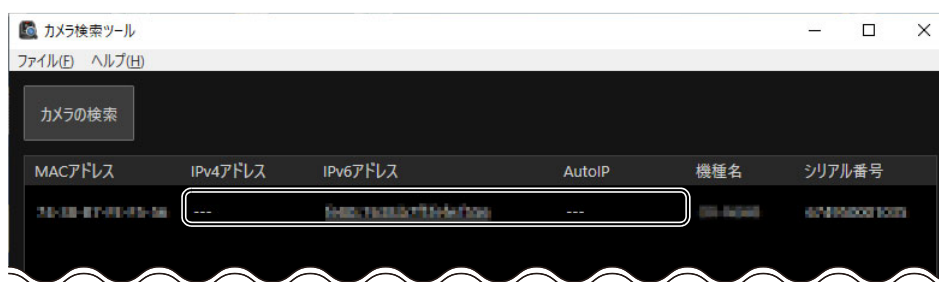 カメラ検索ツール
ファイル(F) ヘルプ(H)
カメラの検索
MACアドレス IPv4アドレス IPv6アドレス AutoIP 機種名 シリアル番号
--- ---